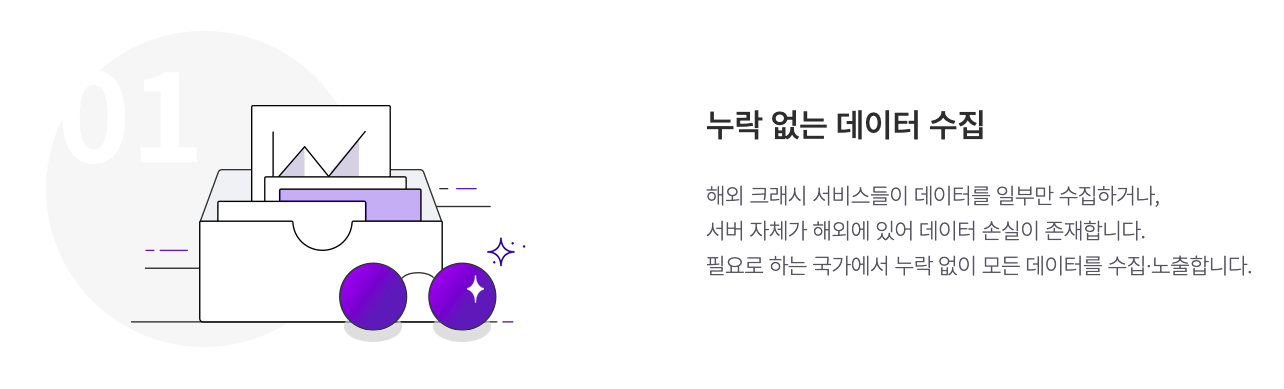 01
누락 없는 데이터 수집
해외 크래시 서비스들이 데이터를 일부만 수집하거나,
서버 자체가 해외에 있어 데이터 손실이 존재합니다.
필요로 하는 국가에서 누락 없이 모든 데이터를 수집·노출합니다.